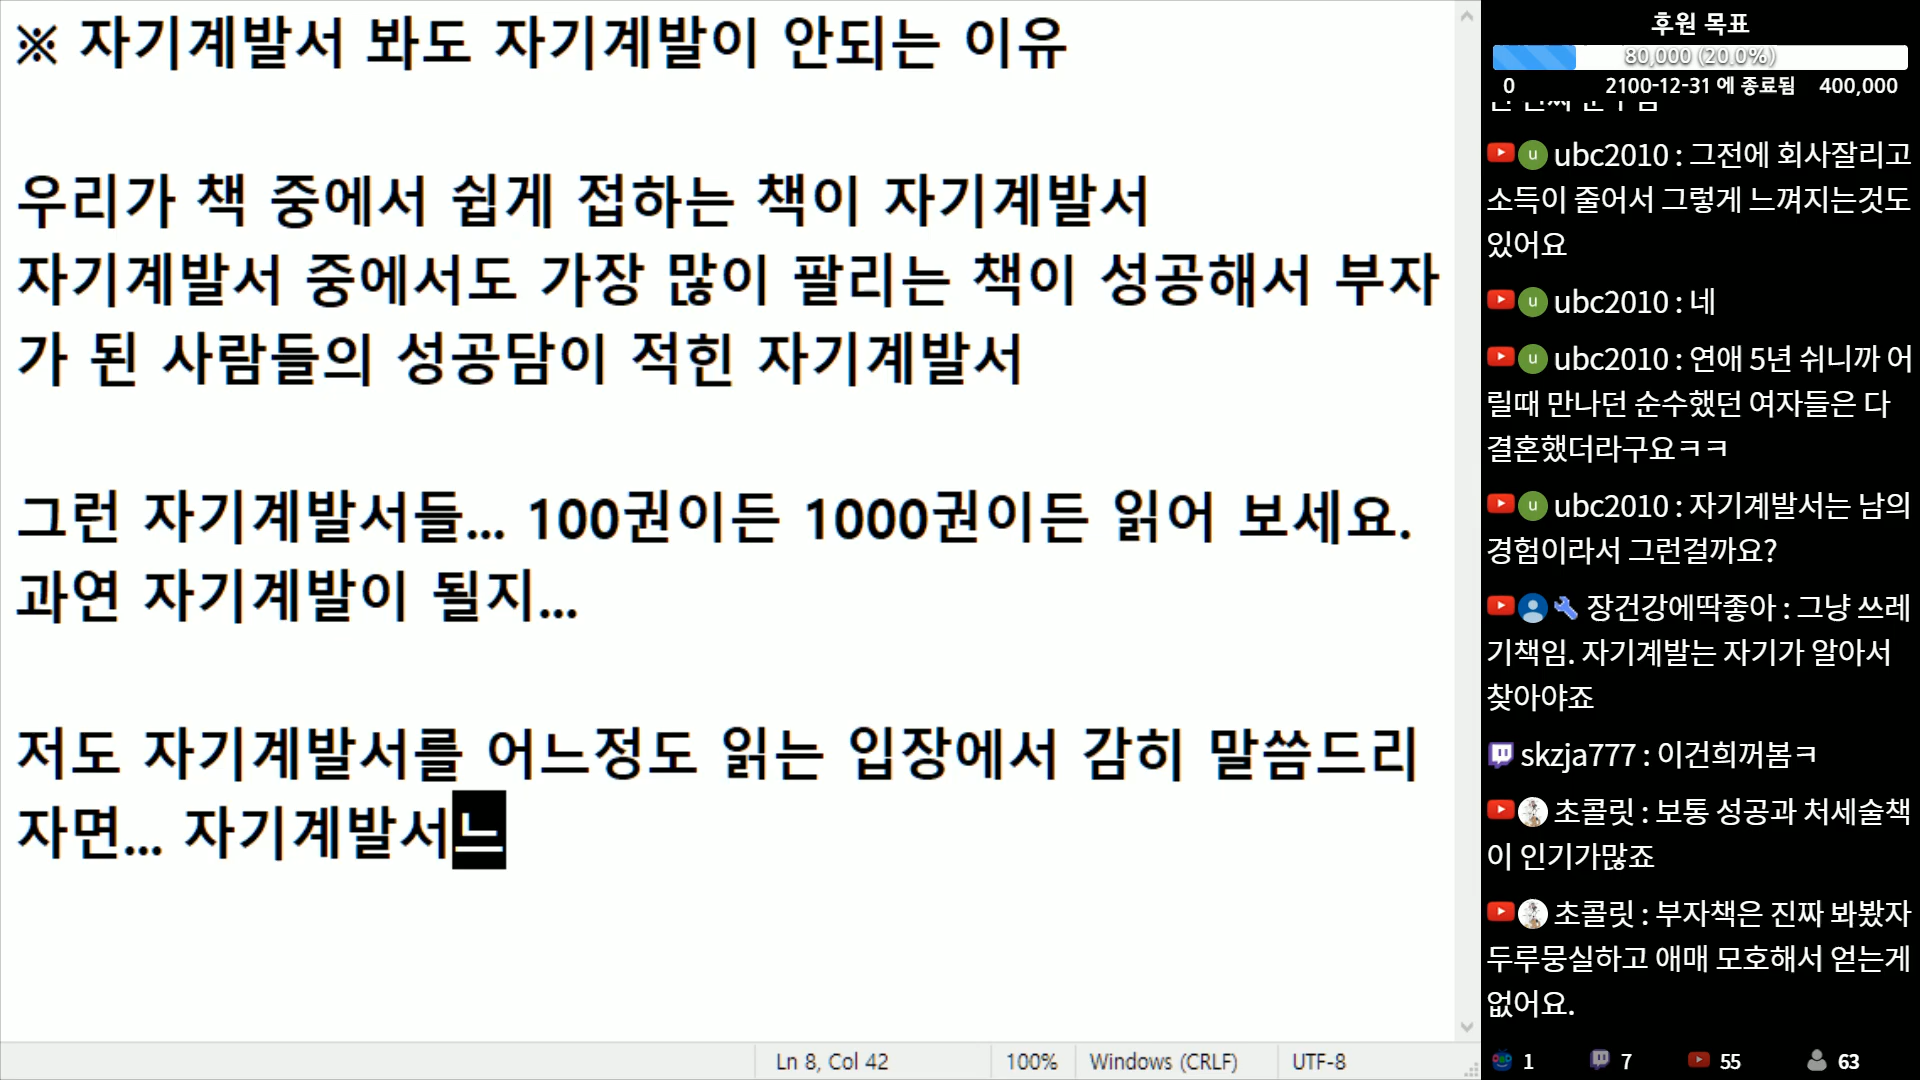 ※ 자기계발서 봐도 자기계발이 안되는 이유
우리가 책 중에서 쉽게 접하는 책이 자기계발서
자기계발서 중에서도 가장 많이 팔리는 책이 성공해서 부자
가 된 사람들의 성공담이 적힌 자기계발서
그런 자기계발서들... 100권이든 1000권이든 읽어 보세요.
과연 자기계발이 될지...
저도 자기계발서를 어느정도 읽는 입장에서 감히 말씀드리
자면... 자기계발서느
Ln 8, Col 42
100%
Windows (CRLF)
UTF-8
후원 목표
80,000 (20.0%)
0 2100-12-31 에 종료됨 400,000
ubc2010 : 그전에 회사잘리고
소득이 줄어서 그렇게 느껴지는것도
있어요
ubc2010 : 네
ubc2010 : 연애 5년 쉬니까 어
릴때 만나던 순수했던 여자들은 다
결혼했더라구요ㅋㅋ
ubc2010 : 자기계발서는 남의
경험이라서 그런걸까요?
장건강에딱좋아 : 그냥 쓰레
기책임. 자기계발는 자기가 알아서
찾아야죠
skzja777 : 이건희꺼봄ㅋ
초콜릿 : 보통 성공과 처세술책
이 인기가많죠
초콜릿 : 부자책은 진짜 봐봤자
두루뭉실하고 애매 모호해서 얻는게
없어요.
1 7 55 63